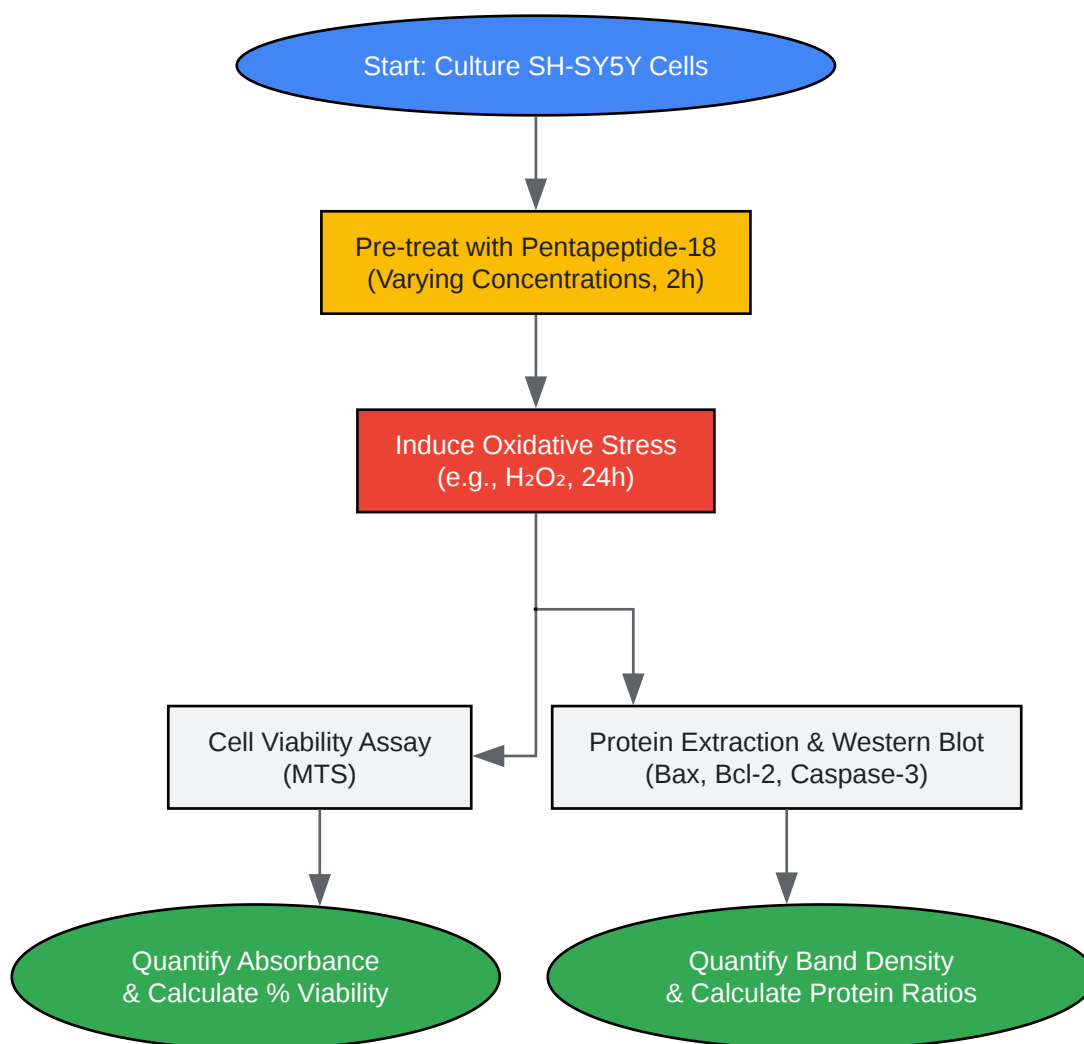 Start: Culture SH-SY5Y Cells
Pre-treat with Pentapeptide-18
(Varying Concentrations, 2h)
Induce Oxidative Stress
(e.g., H₂O₂, 24h)
Cell Viability Assay
(MTS)
Protein Extraction & Western Blot
(Bax, Bcl-2, Caspase-3)
Quantify Absorbance
& Calculate % Viability
Quantify Band Density
& Calculate Protein Ratios